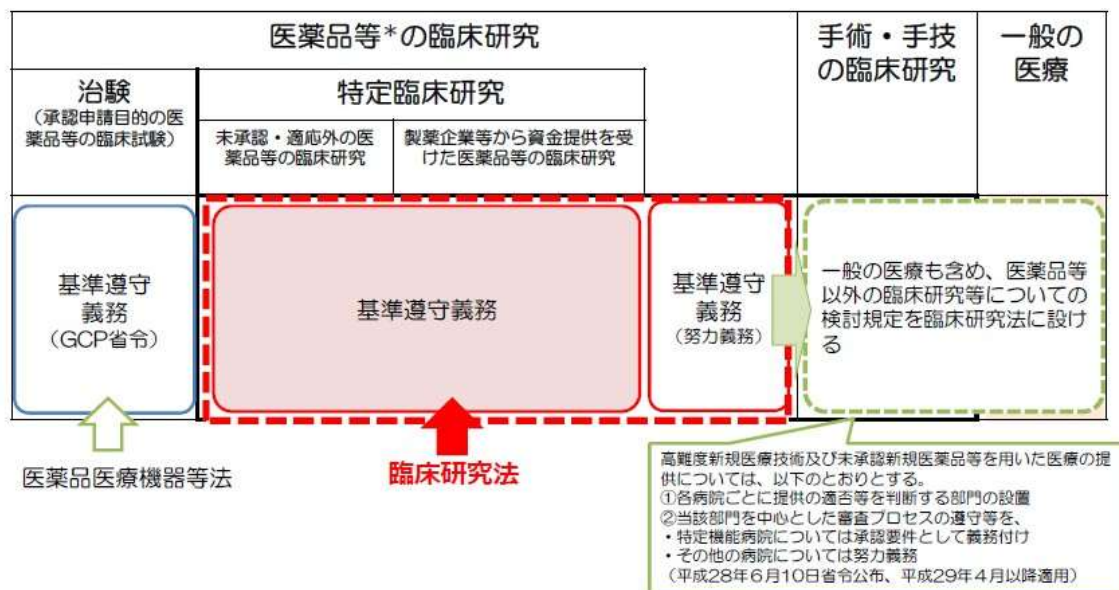 医薬品等*の臨床研究
手術・手技
の臨床研究
一般の
医療
治験
(承認申請目的の医
薬品等の臨床試験)
特定臨床研究
未承認・適応外の医
薬品等の臨床研究
製薬企業等から資金提供を受
けた医薬品等の臨床研究
基準遵守
義務
(GCP省令)
基準遵守義務
基準遵守
義務
(努力義務)
一般の医療も含め、医薬品等
以外の臨床研究等についての
検討規定を臨床研究法に設け
る
医薬品医療機器等法
臨床研究法
高難度新規医療技術及び未承認新規医薬品等を用いた医療の提
供については、以下のとおりとする。
①各病院ごとに提供の適否等を判断する部門の設置
②当該部門を中心とした審査プロセスの遵守等を、
・特定機能病院については承認要件として義務付け
・その他の病院については努力義務
(平成28年6月10日省令公布、平成29年4月以降適用)